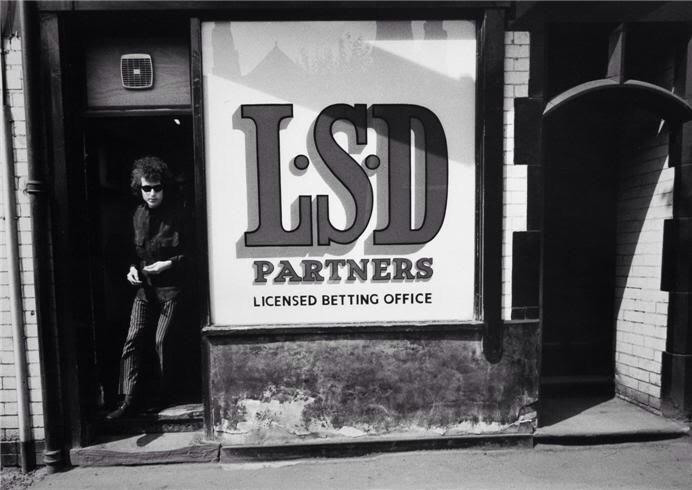 L·S·D
PARTNERS
LICENSED BETTING OFFICE